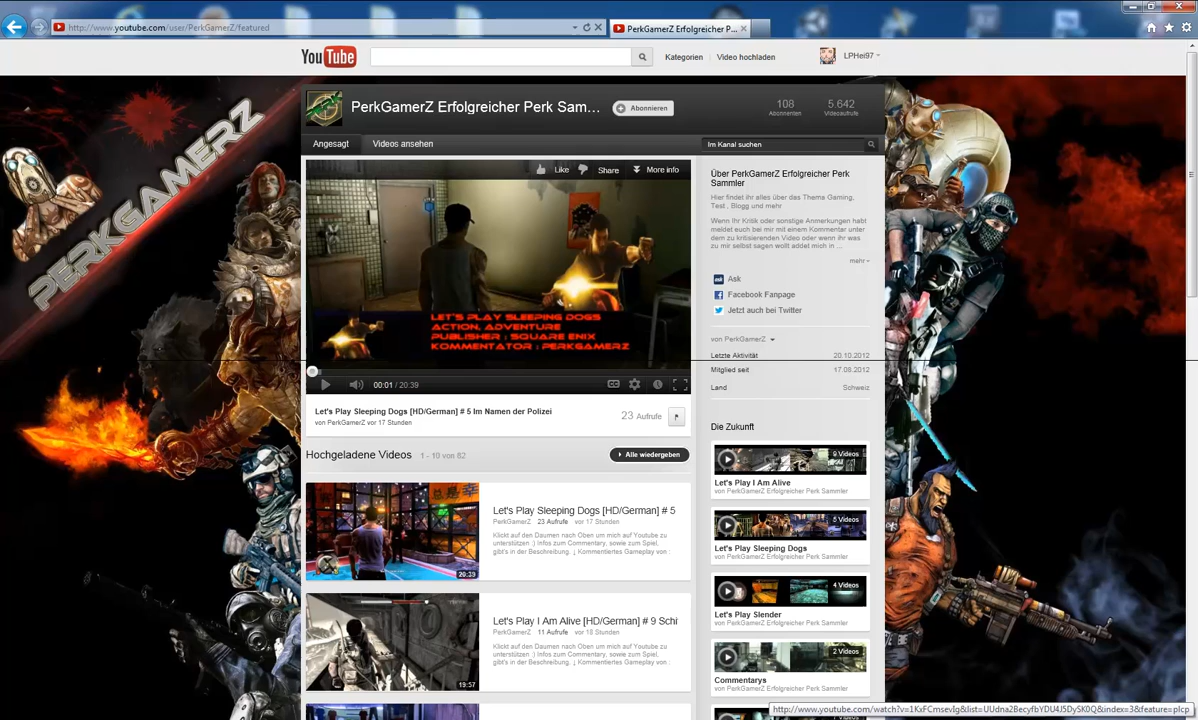 http://www.youtube.com/user/PerkGamerZ/featured
PerkGamerZ Erfolgreicher P...
YouTube
Kategorien
Video hochladen
LPHei97
PERKGAMERZ
PerkGamerZ Erfolgreicher Perk Sam...
Abonnieren
108
Abonnenten
5.642
Videoaufrufe
Angesagt
Videos ansehen
Im Kanal suchen
Like
Share
More info
LET'S PLAY SLEEPING DOGS
ACTION, ADVENTURE
PUBLISHER : SQUARE ENIX
KOMMENTATOR : PERKGAMERZ
00:01 / 20:39
CC
Let's Play Sleeping Dogs [HD/German] # 5 Im Namen der Polizei
von PerkGamerZ vor 17 Stunden
23 Aufrufe
Hochgeladene Videos 1 - 10 von 62
Alle wiedergeben
20:39
Let's Play Sleeping Dogs [HD/German] # 5
PerkGamerZ 23 Aufrufe vor 17 Stunden
Klickt auf den Daumen nach Oben um mich auf Youtube zu
unterstützen :) Infos zum Commentary, sowie zum Spiel,
gibt's in der Beschreibung. ↓ Kommentiertes Gameplay von :
19:57
Let's Play I Am Alive [HD/German] # 9 Schi
PerkGamerZ 11 Aufrufe vor 18 Stunden
Klickt auf den Daumen nach Oben um mich auf Youtube zu
unterstützen :) Infos zum Commentary, sowie zum Spiel,
gibt's in der Beschreibung. ↓ Kommentiertes Gameplay von :
Über PerkGamerZ Erfolgreicher Perk
Sammler
Hier findet ihr alles über das Thema Gaming,
Test , Blogg und mehr
Wenn Ihr Kritik oder sonstige Anmerkungen habt
meldet euch bei mir mit einem Kommentar unter
dem zu kritisierenden Video oder wenn ihr was
zu mir selbst sagen wollt addet mich in ...
mehr
ask
Ask
Facebook Fanpage
Jetzt auch bei Twitter
von PerkGamerZ
Letzte Aktivität 20.10.2012
Mitglied seit 17.08.2012
Land Schweiz
Die Zukunft
9 Videos
Let's Play I Am Alive
von PerkGamerZ Erfolgreicher Perk Sammler
5 Videos
Let's Play Sleeping Dogs
von PerkGamerZ Erfolgreicher Perk Sammler
4 Videos
Let's Play Slender
von PerkGamerZ Erfolgreicher Perk Sammler
2 Videos
Commentarys
von PerkGamerZ Erfolgreicher Perk Sammler